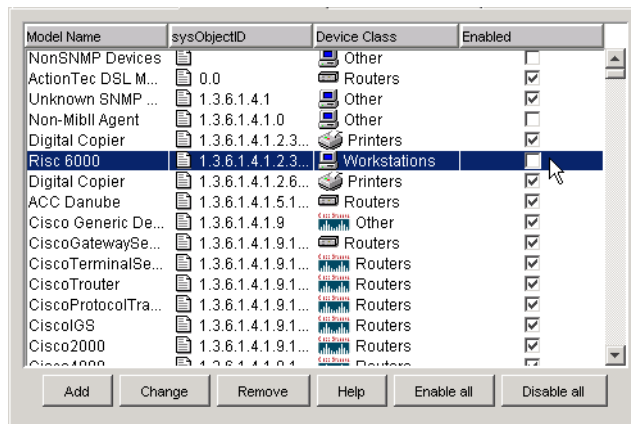 Model Name sysObjectID Device Class Enabled
NonSNMP Devices Other
ActionTec DSL M... 0.0 Routers
Unknown SNMP ... 1.3.6.1.4.1 Other
Non-MibII Agent 1.3.6.1.4.1.0 Other
Digital Copier 1.3.6.1.4.1.2.3... Printers
Risc 6000 1.3.6.1.4.1.2.3... Workstations
Digital Copier 1.3.6.1.4.1.2.6... Printers
ACC Danube 1.3.6.1.4.1.5.1... Routers
Cisco Generic De... 1.3.6.1.4.1.9 Other
CiscoGatewaySe... 1.3.6.1.4.1.9.1... Routers
CiscoTerminalSe... 1.3.6.1.4.1.9.1... Routers
CiscoTrouter 1.3.6.1.4.1.9.1... Routers
CiscoProtocolTra... 1.3.6.1.4.1.9.1... Routers
CiscoIGS 1.3.6.1.4.1.9.1... Routers
Cisco2000 1.3.6.1.4.1.9.1... Routers
Add Change Remove Help Enable all Disable all